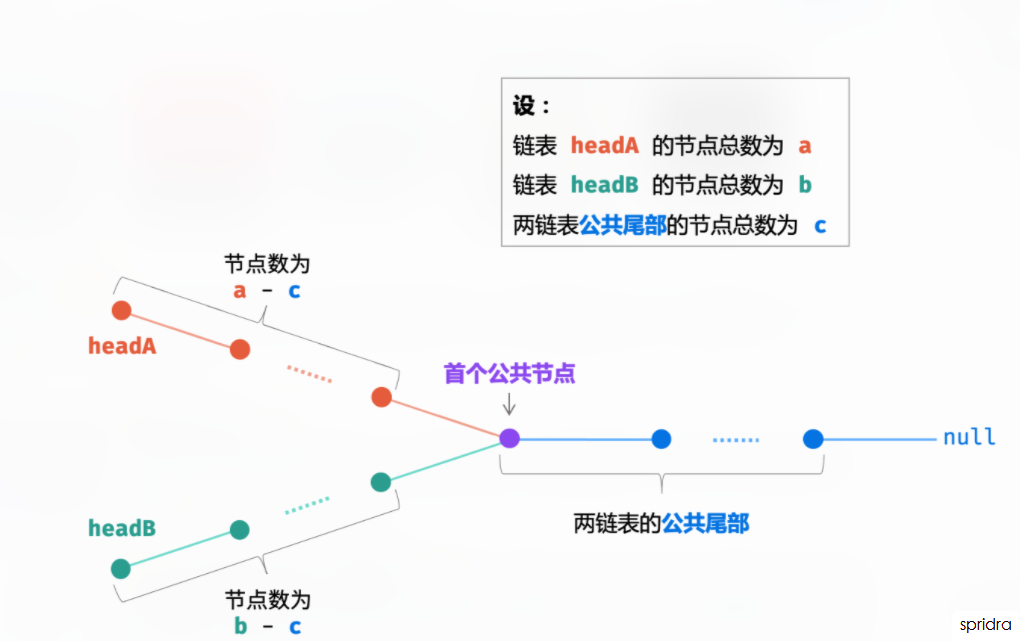 设：
链表 headA 的节点总数为 a
链表 headB 的节点总数为 b
两链表公共尾部的节点总数为 c
节点数为
a - c
headA
首个公共节点
null
两链表的公共尾部
headB
节点数为
b - c
spridra